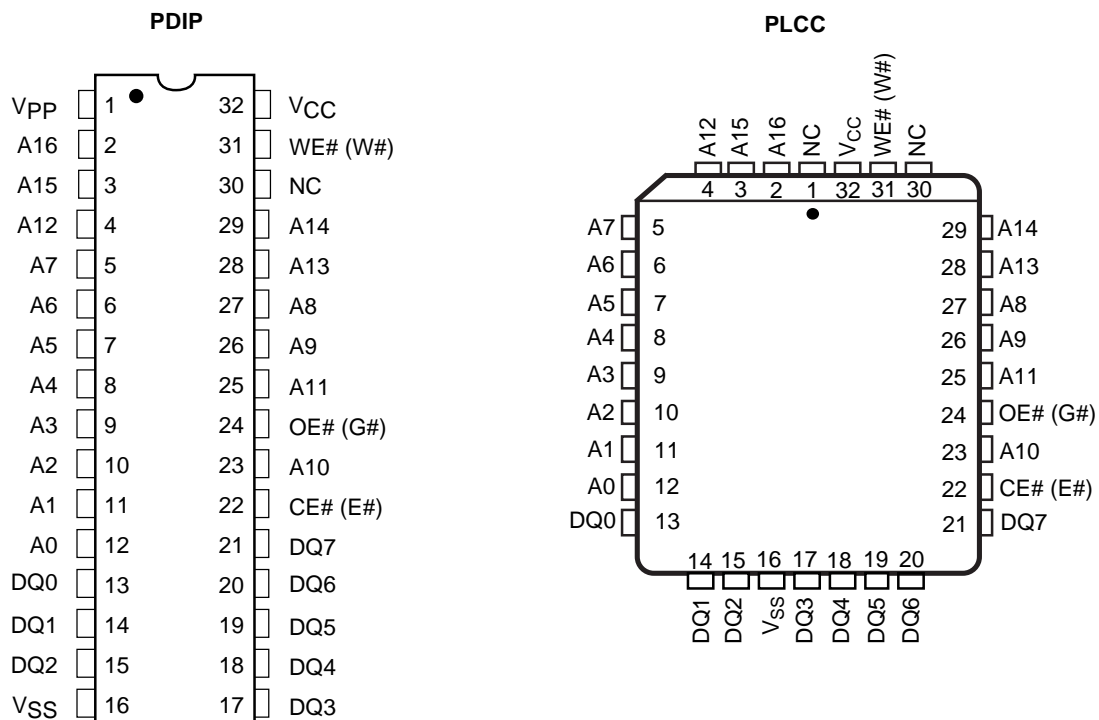 PDIP
VPP 1 32 VCC
A16 2 31 WE# (W#)
A15 3 30 NC
A12 4 29 A14
A7 5 28 A13
A6 6 27 A8
A5 7 26 A9
A4 8 25 A11
A3 9 24 OE# (G#)
A2 10 23 A10
A1 11 22 CE# (E#)
A0 12 21 DQ7
DQ0 13 20 DQ6
DQ1 14 19 DQ5
DQ2 15 18 DQ4
VSS 16 17 DQ3
PLCC
A12 A15 A16 NC VCC WE# (W#) NC
4 3 2 1 32 31 30
A7 5 29 A14
A6 6 28 A13
A5 7 27 A8
A4 8 26 A9
A3 9 25 A11
A2 10 24 OE# (G#)
A1 11 23 A10
A0 12 22 CE# (E#)
DQ0 13 21 DQ7
14 15 16 17 18 19 20
DQ1 DQ2 VSS DQ3 DQ4 DQ5 DQ6